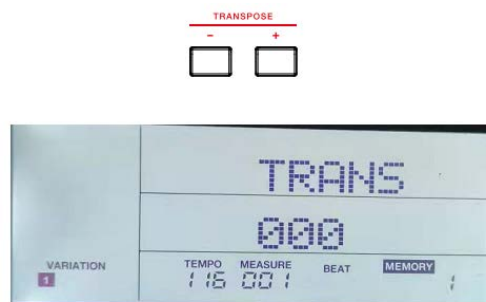 TRANSPOSE
- +
TRANS
000
VARIATION TEMPO MEASURE BEAT MEMORY
1 116 001 1